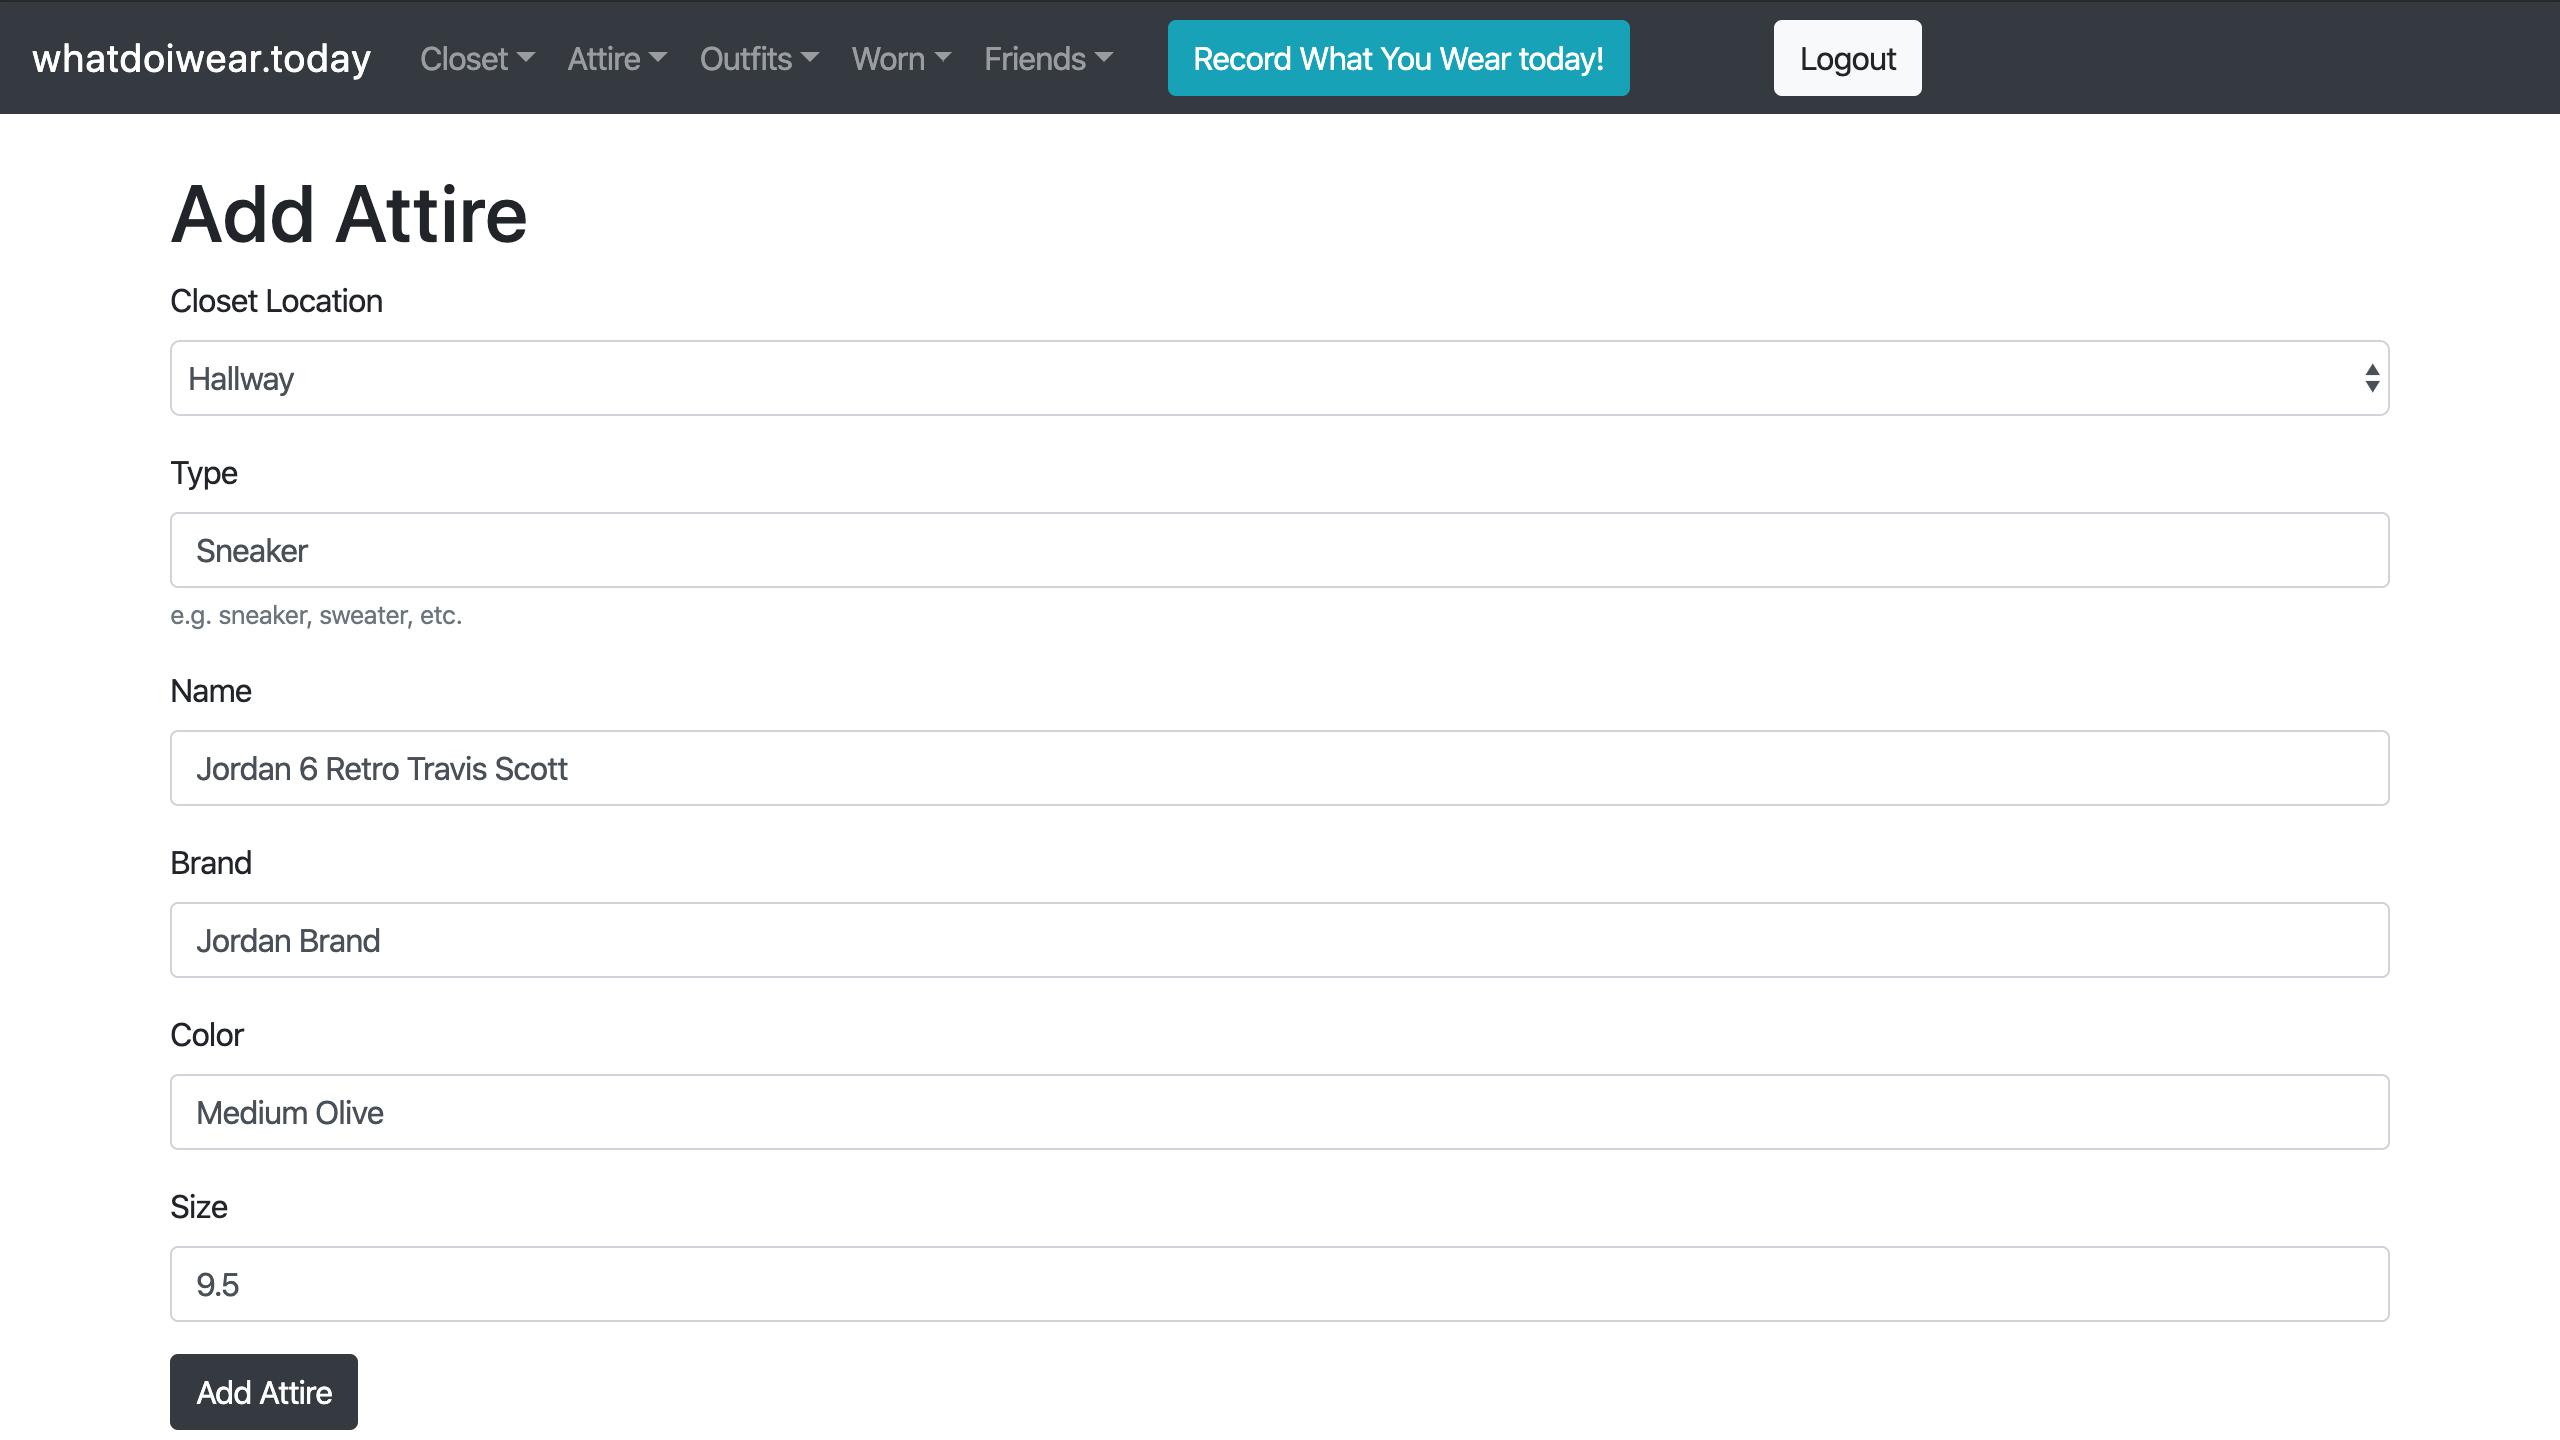 whatdoiwear.today Closet Attire Outfits Worn Friends Record What You Wear today! Logout
Add Attire
Closet Location
Hallway
Type
Sneaker
e.g. sneaker, sweater, etc.
Name
Jordan 6 Retro Travis Scott
Brand
Jordan Brand
Color
Medium Olive
Size
9.5
Add Attire